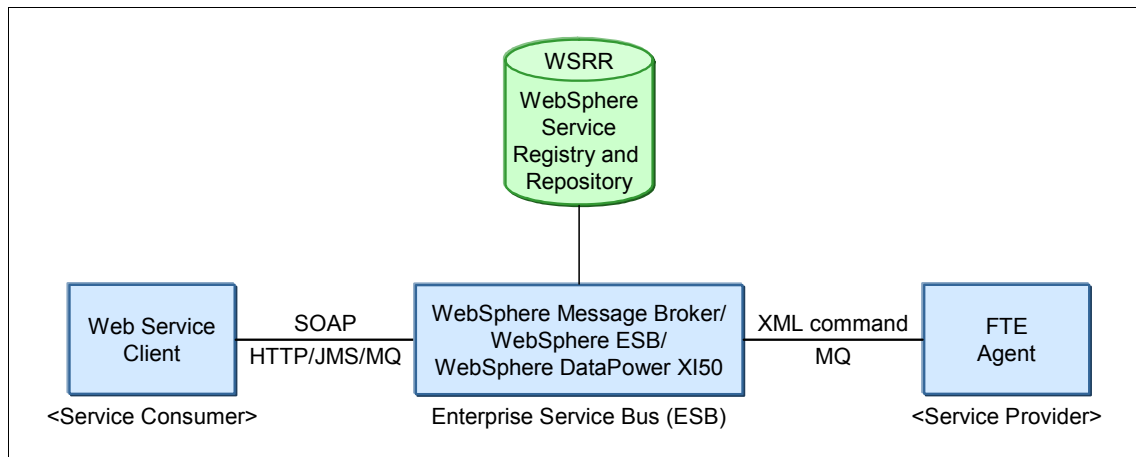 WSRR
WebSphere
Service
Registry and
Repository
Web Service
Client
<Service Consumer>
SOAP
HTTP/JMS/MQ
WebSphere Message Broker/
WebSphere ESB/
WebSphere DataPower XI50
Enterprise Service Bus (ESB)
XML command
MQ
FTE
Agent
<Service Provider>